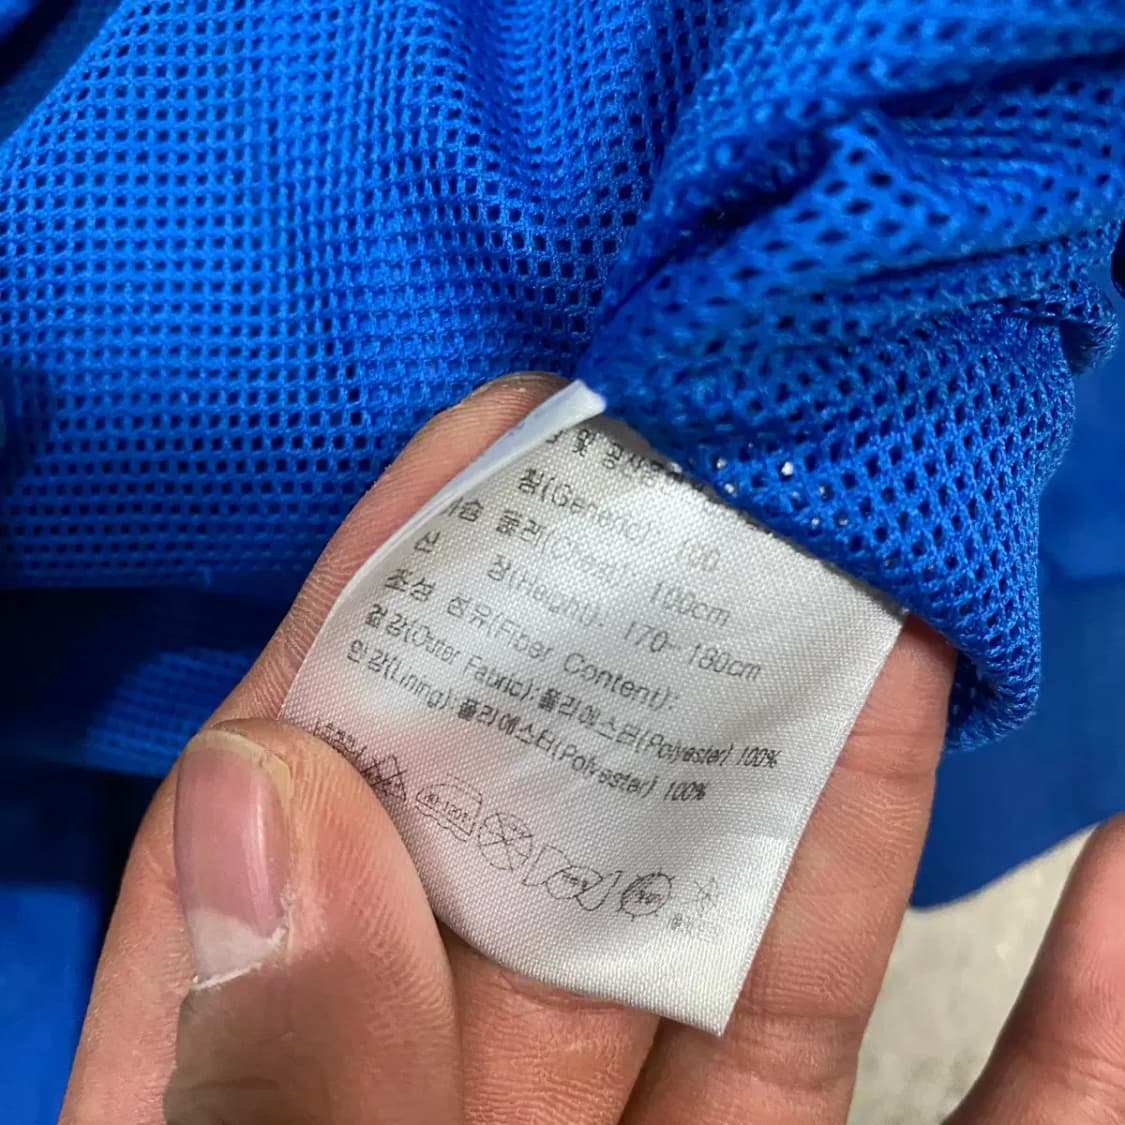 칭(Generic): 100
가슴 둘레(Chest): 100cm
신 장(Height): 170~180cm
조성 섬유(Fiber Content):
겉감(Outer Fabric):폴리에스터(Polyester) 100%
안감(Lining):폴리에스터(Polyester) 100%